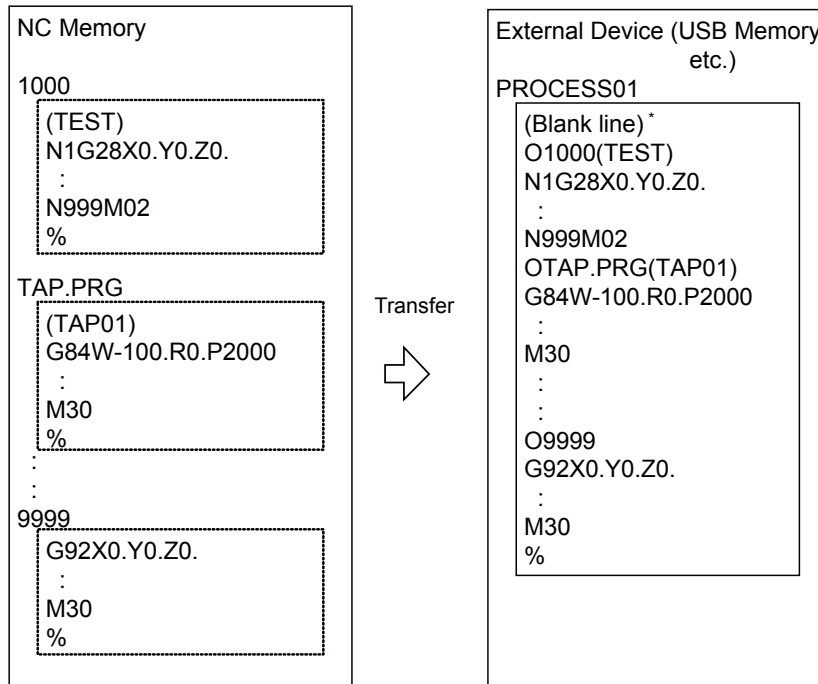 NC Memory
1000
(TEST)
N1G28X0.Y0.Z0.
:
N999M02
%
TAP.PRG
(TAP01)
G84W-100.R0.P2000
:
M30
%
:
:
9999
G92X0.Y0.Z0.
:
M30
%
Transfer
External Device (USB Memory
etc.)
PROCESS01
(Blank line) *
O1000(TEST)
N1G28X0.Y0.Z0.
:
N999M02
OTAP.PRG(TAP01)
G84W-100.R0.P2000
:
M30
:
:
O9999
G92X0.Y0.Z0.
:
M30
%